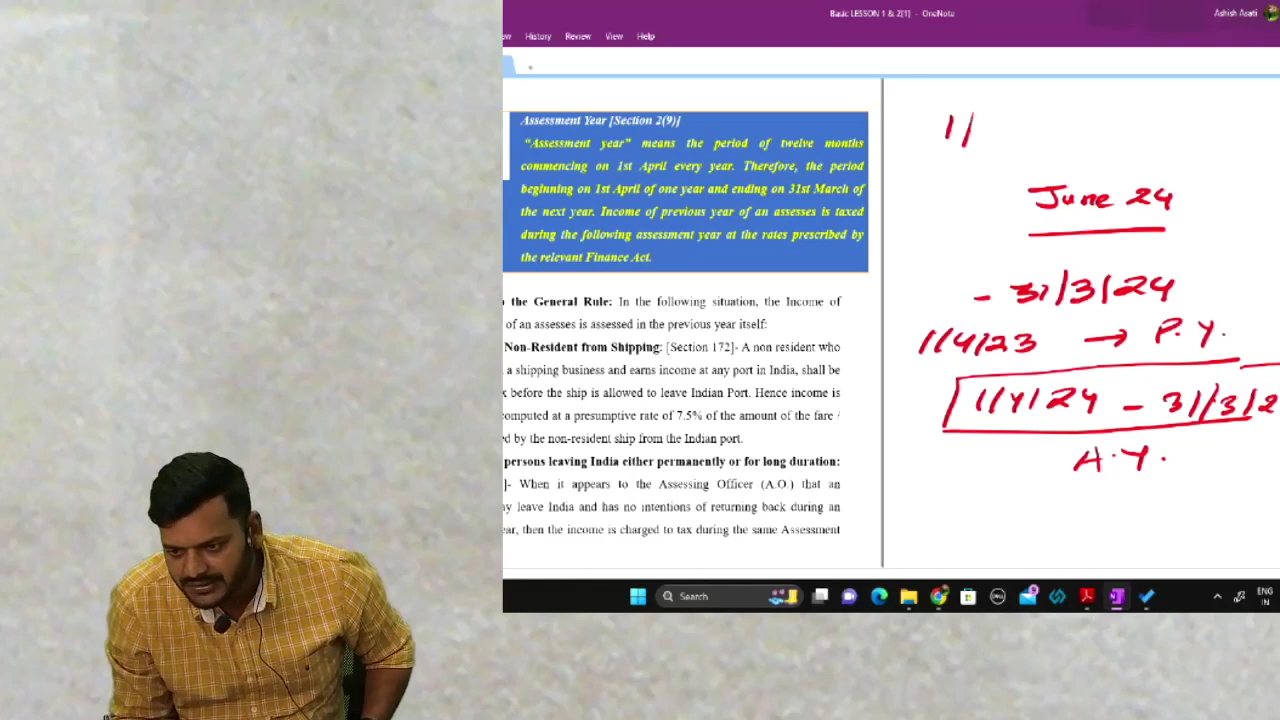 Basic LESSON 1 & 2[1] - OneNote
Ashish Asati
History Review View Help
Assessment Year [Section 2(9)]
"Assessment year" means the period of twelve months
commencing on 1st April every year. Therefore, the period
beginning on 1st April of one year and ending on 31st March of
the next year. Income of previous year of an assesses is taxed
during the following assessment year at the rates prescribed by
the relevant Finance Act.
the General Rule: In the following situation, the Income of
of an assesses is assessed in the previous year itself:
Non-Resident from Shipping: [Section 172]- A non resident who
a shipping business and earns income at any port in India, shall be
before the ship is allowed to leave Indian Port. Hence income is
computed at a presumptive rate of 7.5% of the amount of the fare /
by the non-resident ship from the Indian port.
persons leaving India either permanently or for long duration:
]- When it appears to the Assessing Officer (A.O.) that an
leave India and has no intentions of returning back during an
then the income is charged to tax during the same Assessment
1/
June 24
- 31/3/24
1/4/23 → P.Y.
1/4/24 - 31/3/2
A.Y.
Search
ENG
IN